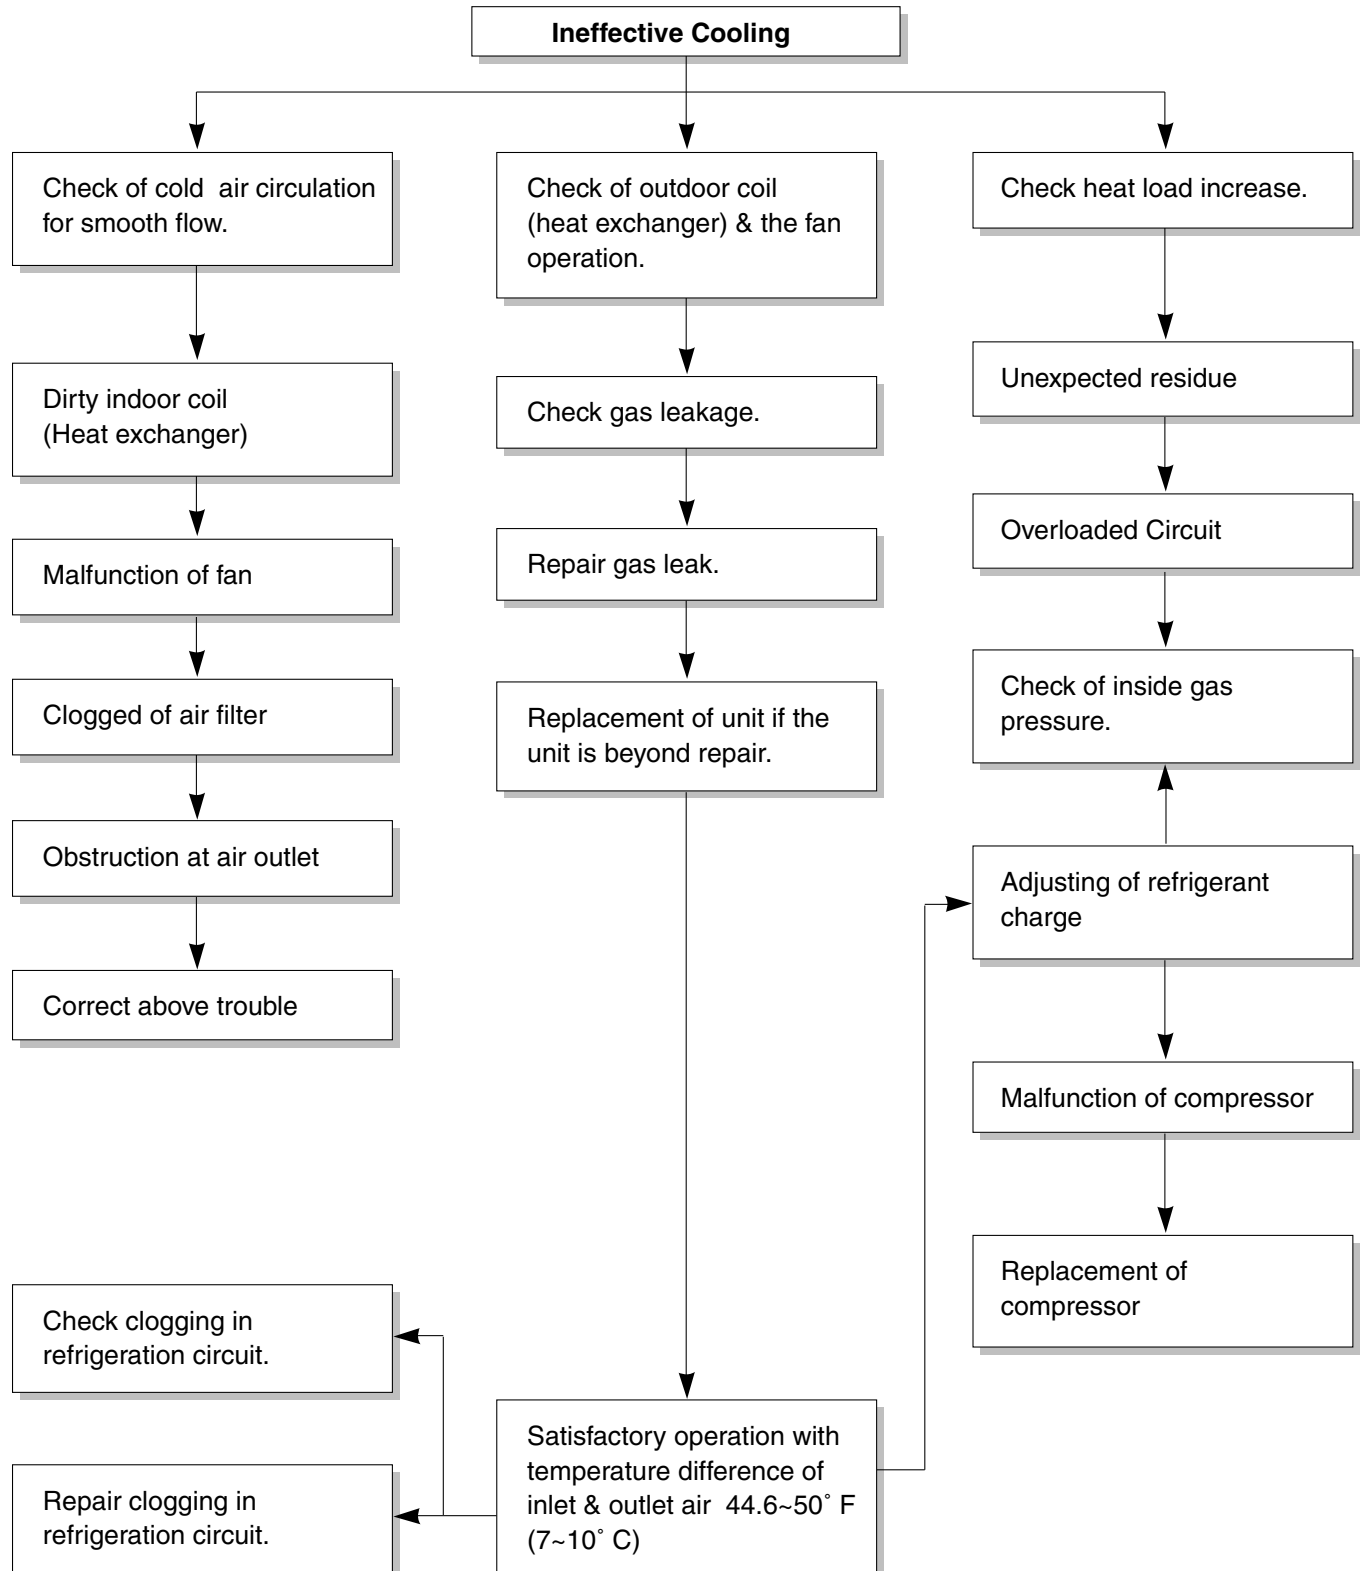 Ineffective Cooling
Check of cold air circulation
for smooth flow.
Dirty indoor coil
(Heat exchanger)
Malfunction of fan
Clogged of air filter
Obstruction at air outlet
Correct above trouble
Check of outdoor coil
(heat exchanger) & the fan
operation.
Check gas leakage.
Repair gas leak.
Replacement of unit if the
unit is beyond repair.
Check heat load increase.
Unexpected residue
Overloaded Circuit
Check of inside gas
pressure.
Adjusting of refrigerant
charge
Malfunction of compressor
Replacement of
compressor
Check clogging in
refrigeration circuit.
Repair clogging in
refrigeration circuit.
Satisfactory operation with
temperature difference of
inlet & outlet air 44.6~50˚ F
(7~10˚ C)